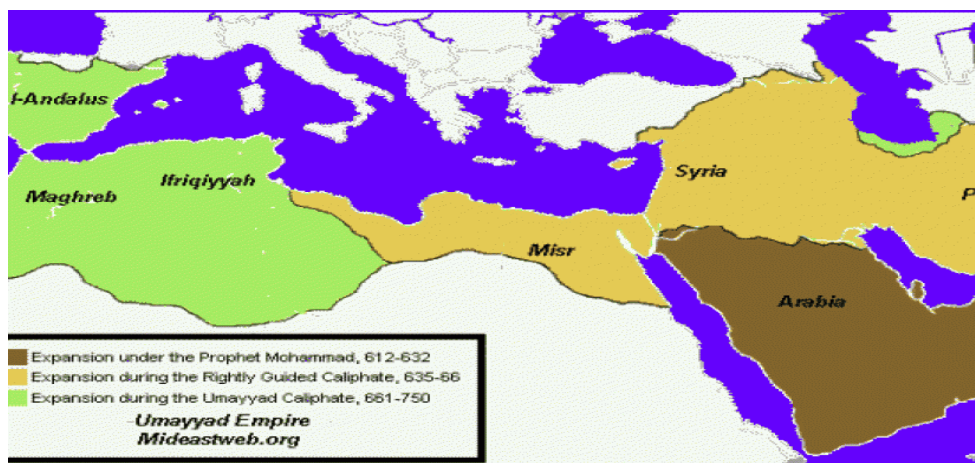 l-Andalus
Syria
Ifriqiyyah
Maghreb
P
Misr
Arabia
Expansion under the Prophet Mohammad, 612-632
Expansion during the Rightly Guided Caliphate, 635-66
Expansion during the Umayyad Caliphate, 661-750
Umayyad Empire
Mideastweb.org